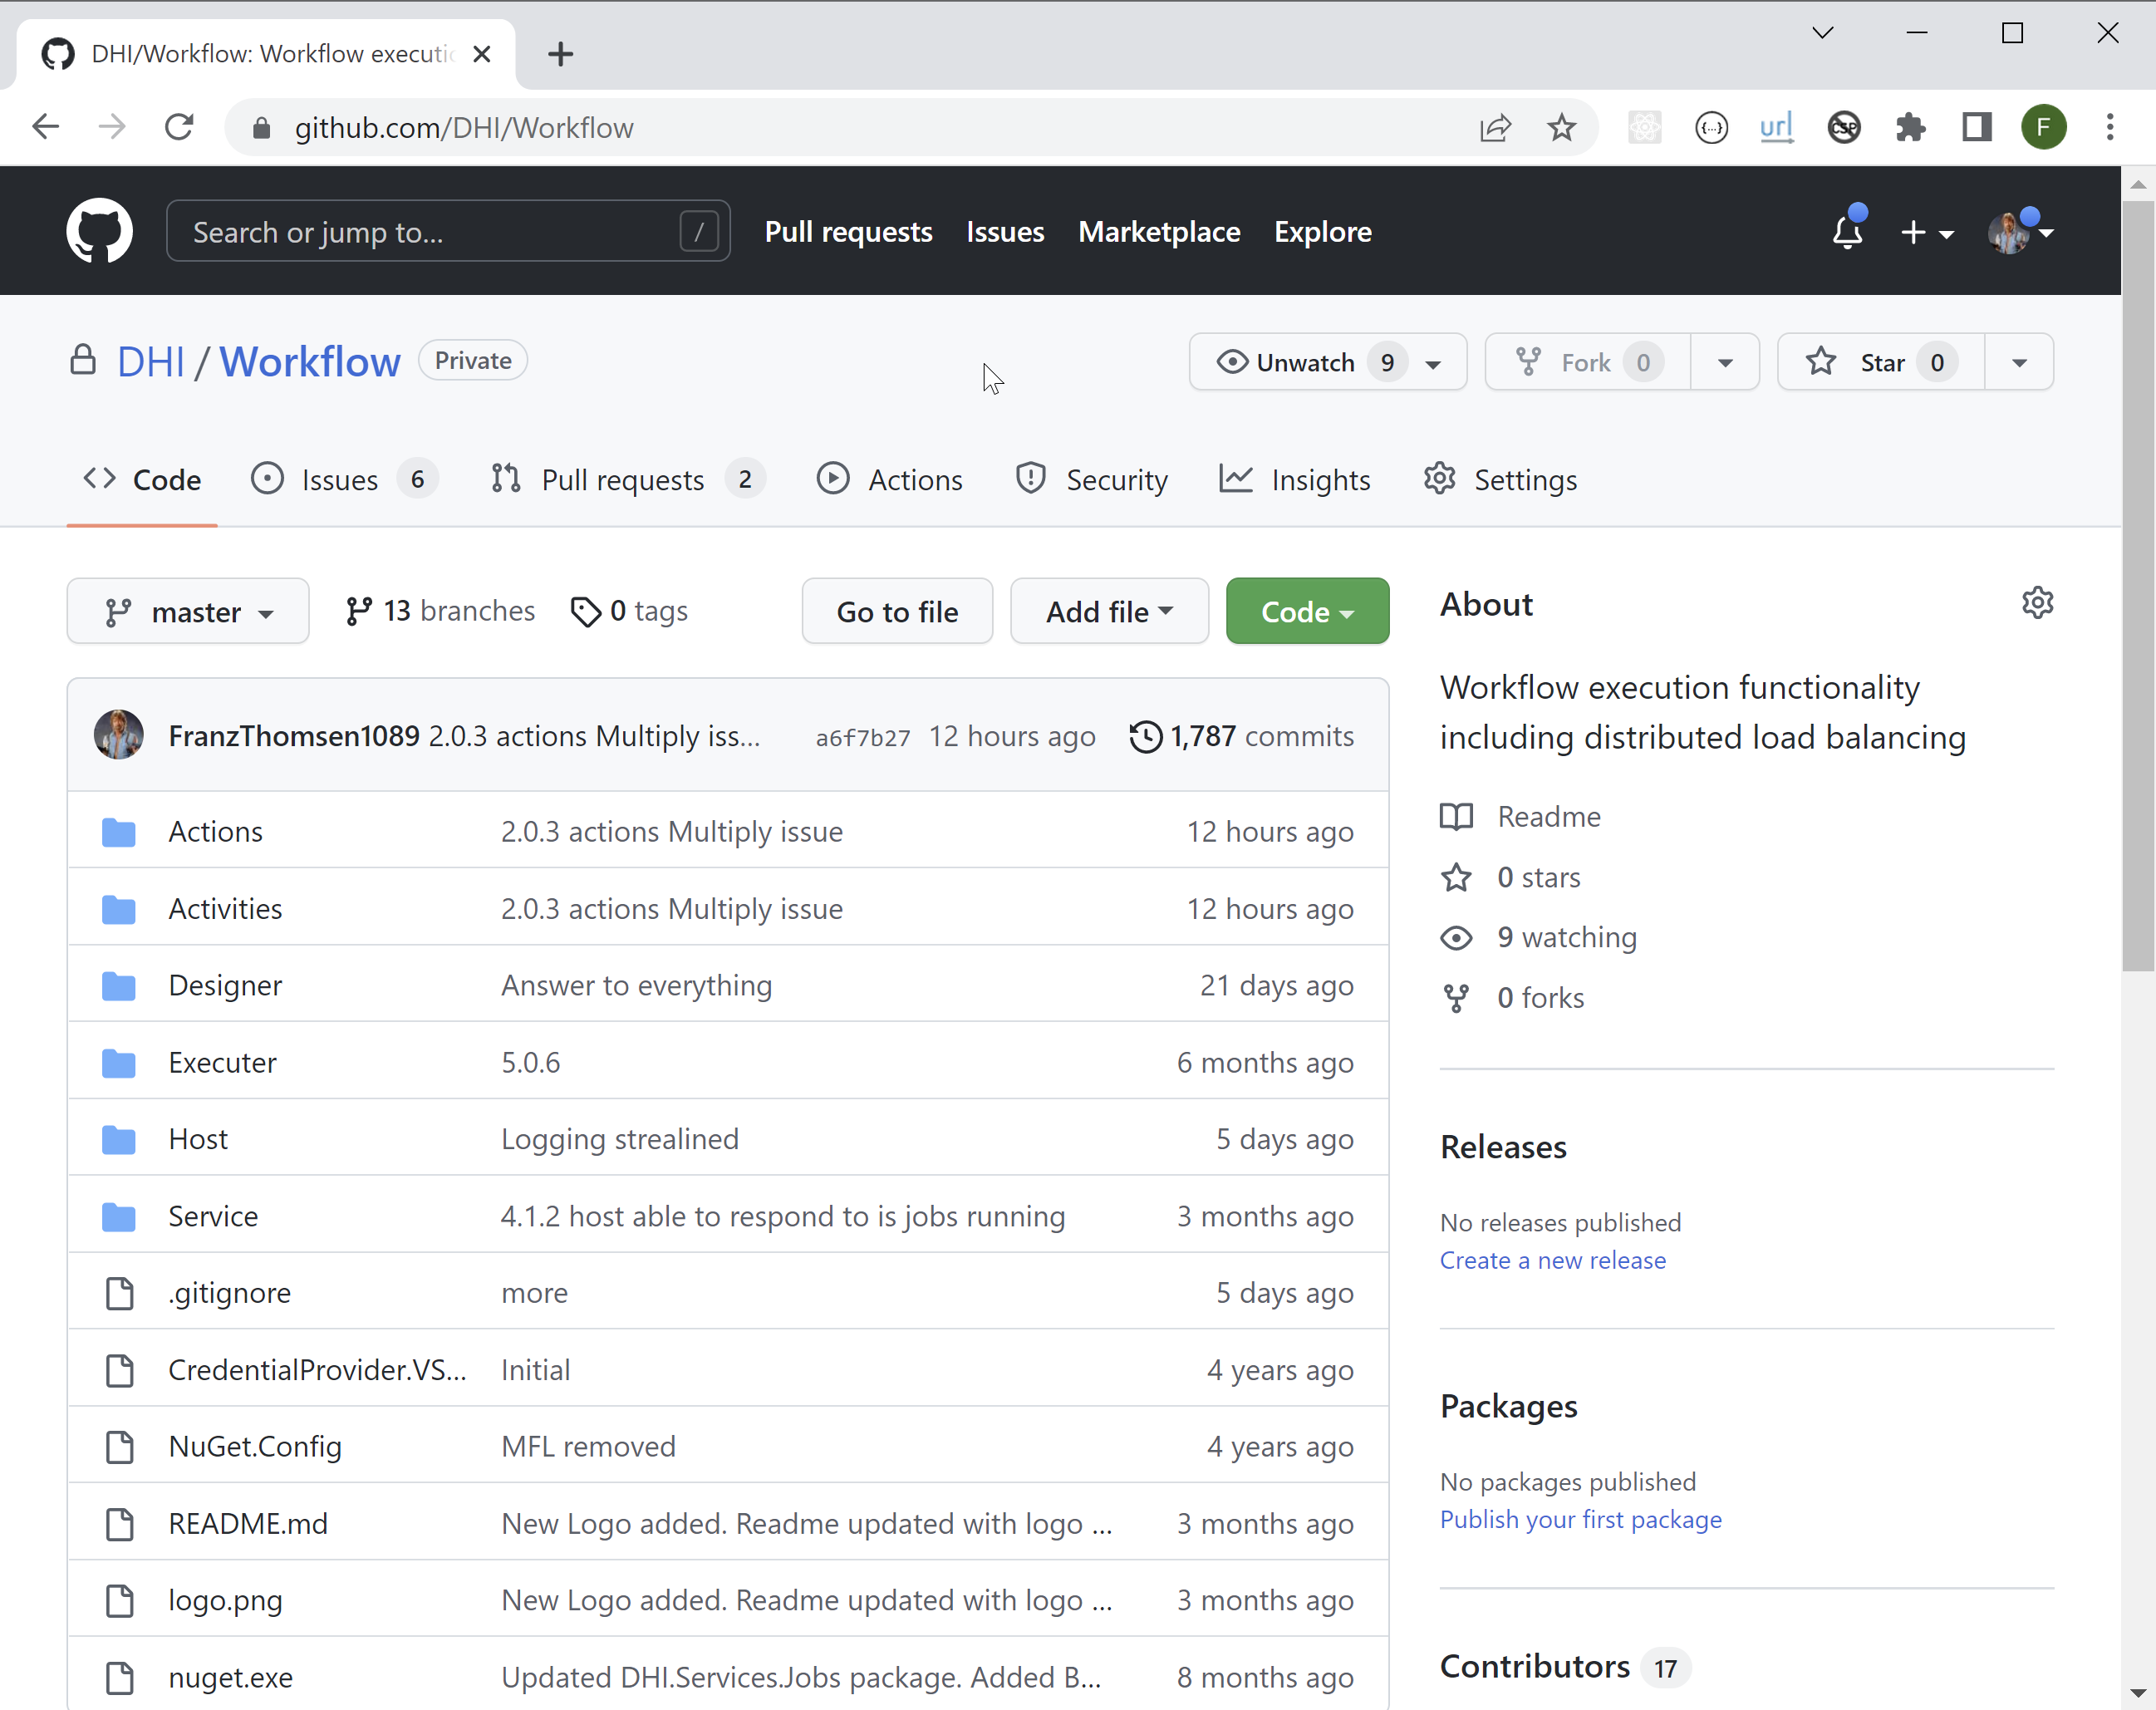 DHI/Workflow: Workflow executi
github.com/DHI/Workflow
url
CSP
F
Search or jump to... /
Pull requests Issues Marketplace Explore
DHI / Workflow Private
Unwatch 9 Fork 0 Star 0
Code Issues 6 Pull requests 2 Actions Security Insights Settings
master 13 branches 0 tags Go to file Add file Code
FranzThomsen1089 2.0.3 actions Multiply iss... a6f7b27 12 hours ago 1,787 commits
Actions 2.0.3 actions Multiply issue 12 hours ago
Activities 2.0.3 actions Multiply issue 12 hours ago
Designer Answer to everything 21 days ago
Executer 5.0.6 6 months ago
Host Logging strealined 5 days ago
Service 4.1.2 host able to respond to is jobs running 3 months ago
.gitignore more 5 days ago
CredentialProvider.VS... Initial 4 years ago
NuGet.Config MFL removed 4 years ago
README.md New Logo added. Readme updated with logo ... 3 months ago
logo.png New Logo added. Readme updated with logo ... 3 months ago
nuget.exe Updated DHI.Services.Jobs package. Added B... 8 months ago
About
Workflow execution functionality
including distributed load balancing
Readme
0 stars
9 watching
0 forks
Releases
No releases published
Create a new release
Packages
No packages published
Publish your first package
Contributors 17